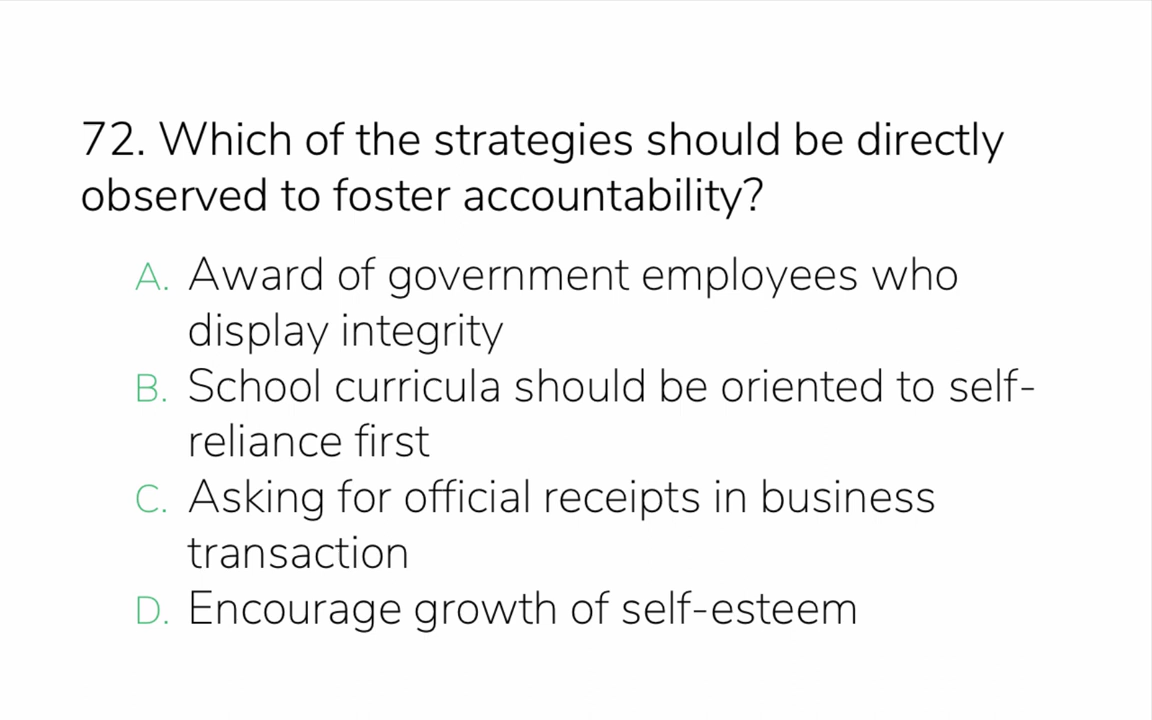 72. Which of the strategies should be directly
observed to foster accountability?
A. Award of government employees who
display integrity
B. School curricula should be oriented to self-
reliance first
C. Asking for official receipts in business
transaction
D. Encourage growth of self-esteem